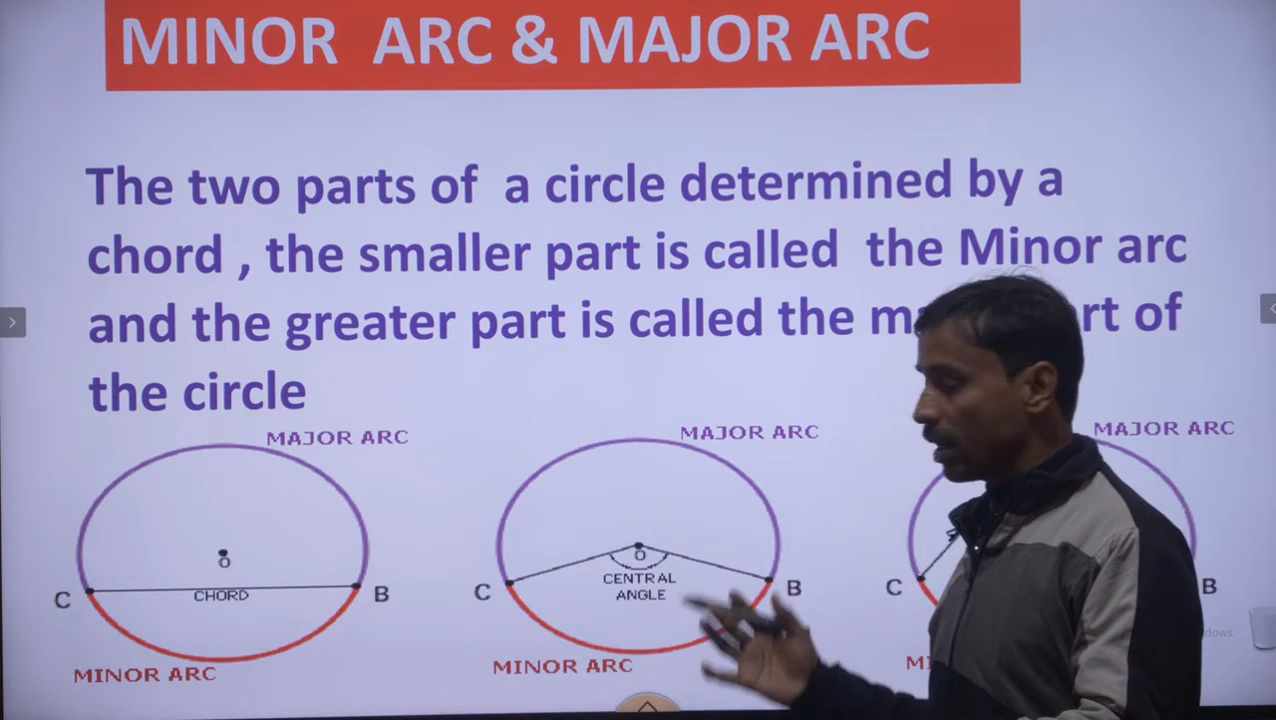 MINOR ARC & MAJOR ARC
The two parts of a circle determined by a
chord , the smaller part is called the Minor arc
and the greater part is called the of
the circle
MAJOR ARC
MAJOR ARC
MAJOR ARC
O
O
CENTRAL
ANGLE
C
CHORD
B
C
B
C
B
MINOR ARC
MINOR ARC